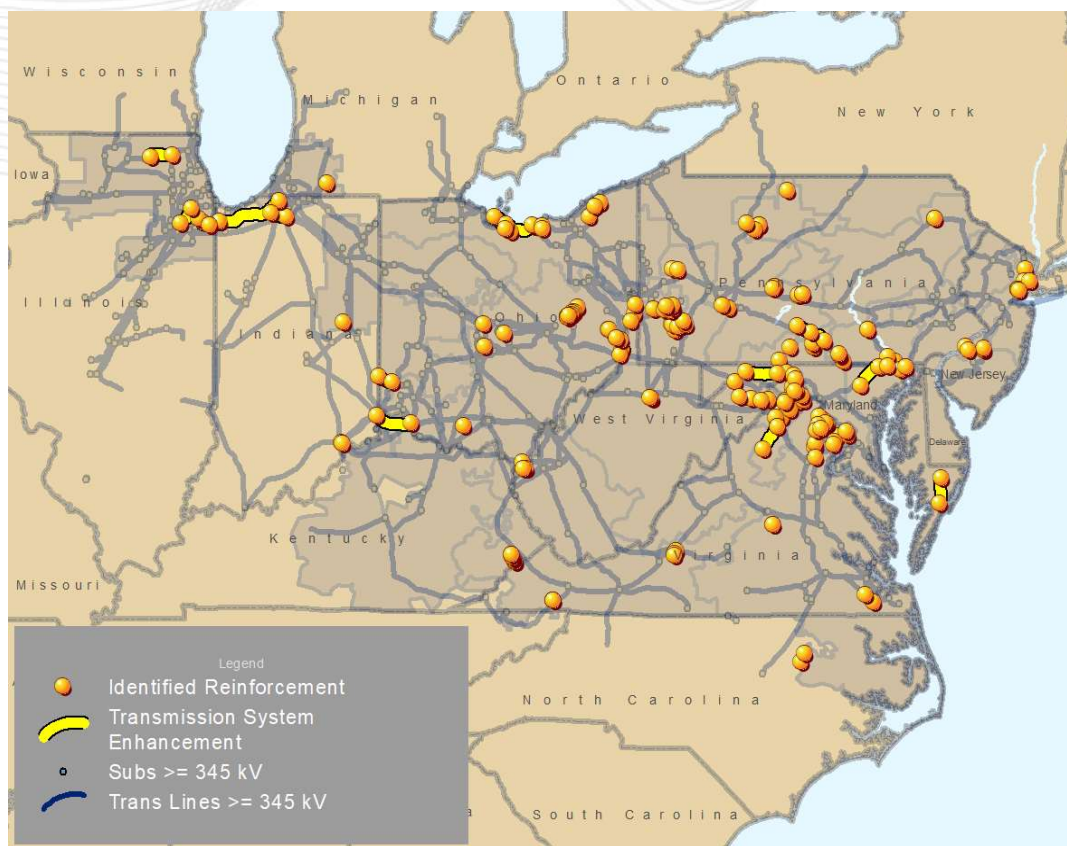 Wisconsin
Michigan
Ontario
New York
Iowa
Illinois
Indiana
Ohio
Pennsylvania
New Jersey
West Virginia
Maryland
Delaware
Kentucky
Virginia
Missouri
North Carolina
South Carolina
Legend
Identified Reinforcement
Transmission System
Enhancement
Subs >= 345 kV
Trans Lines >= 345 kV